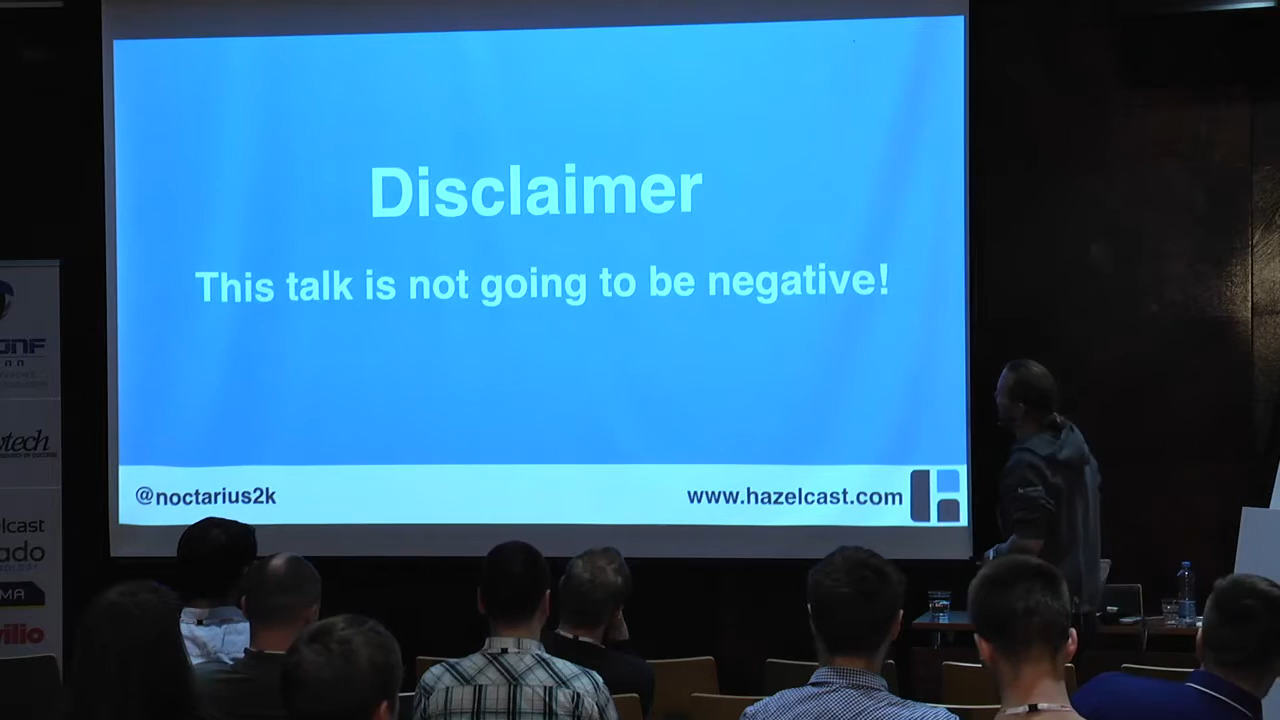 Disclaimer
This talk is not going to be negative!
@noctarius2k
www.hazelcast.com